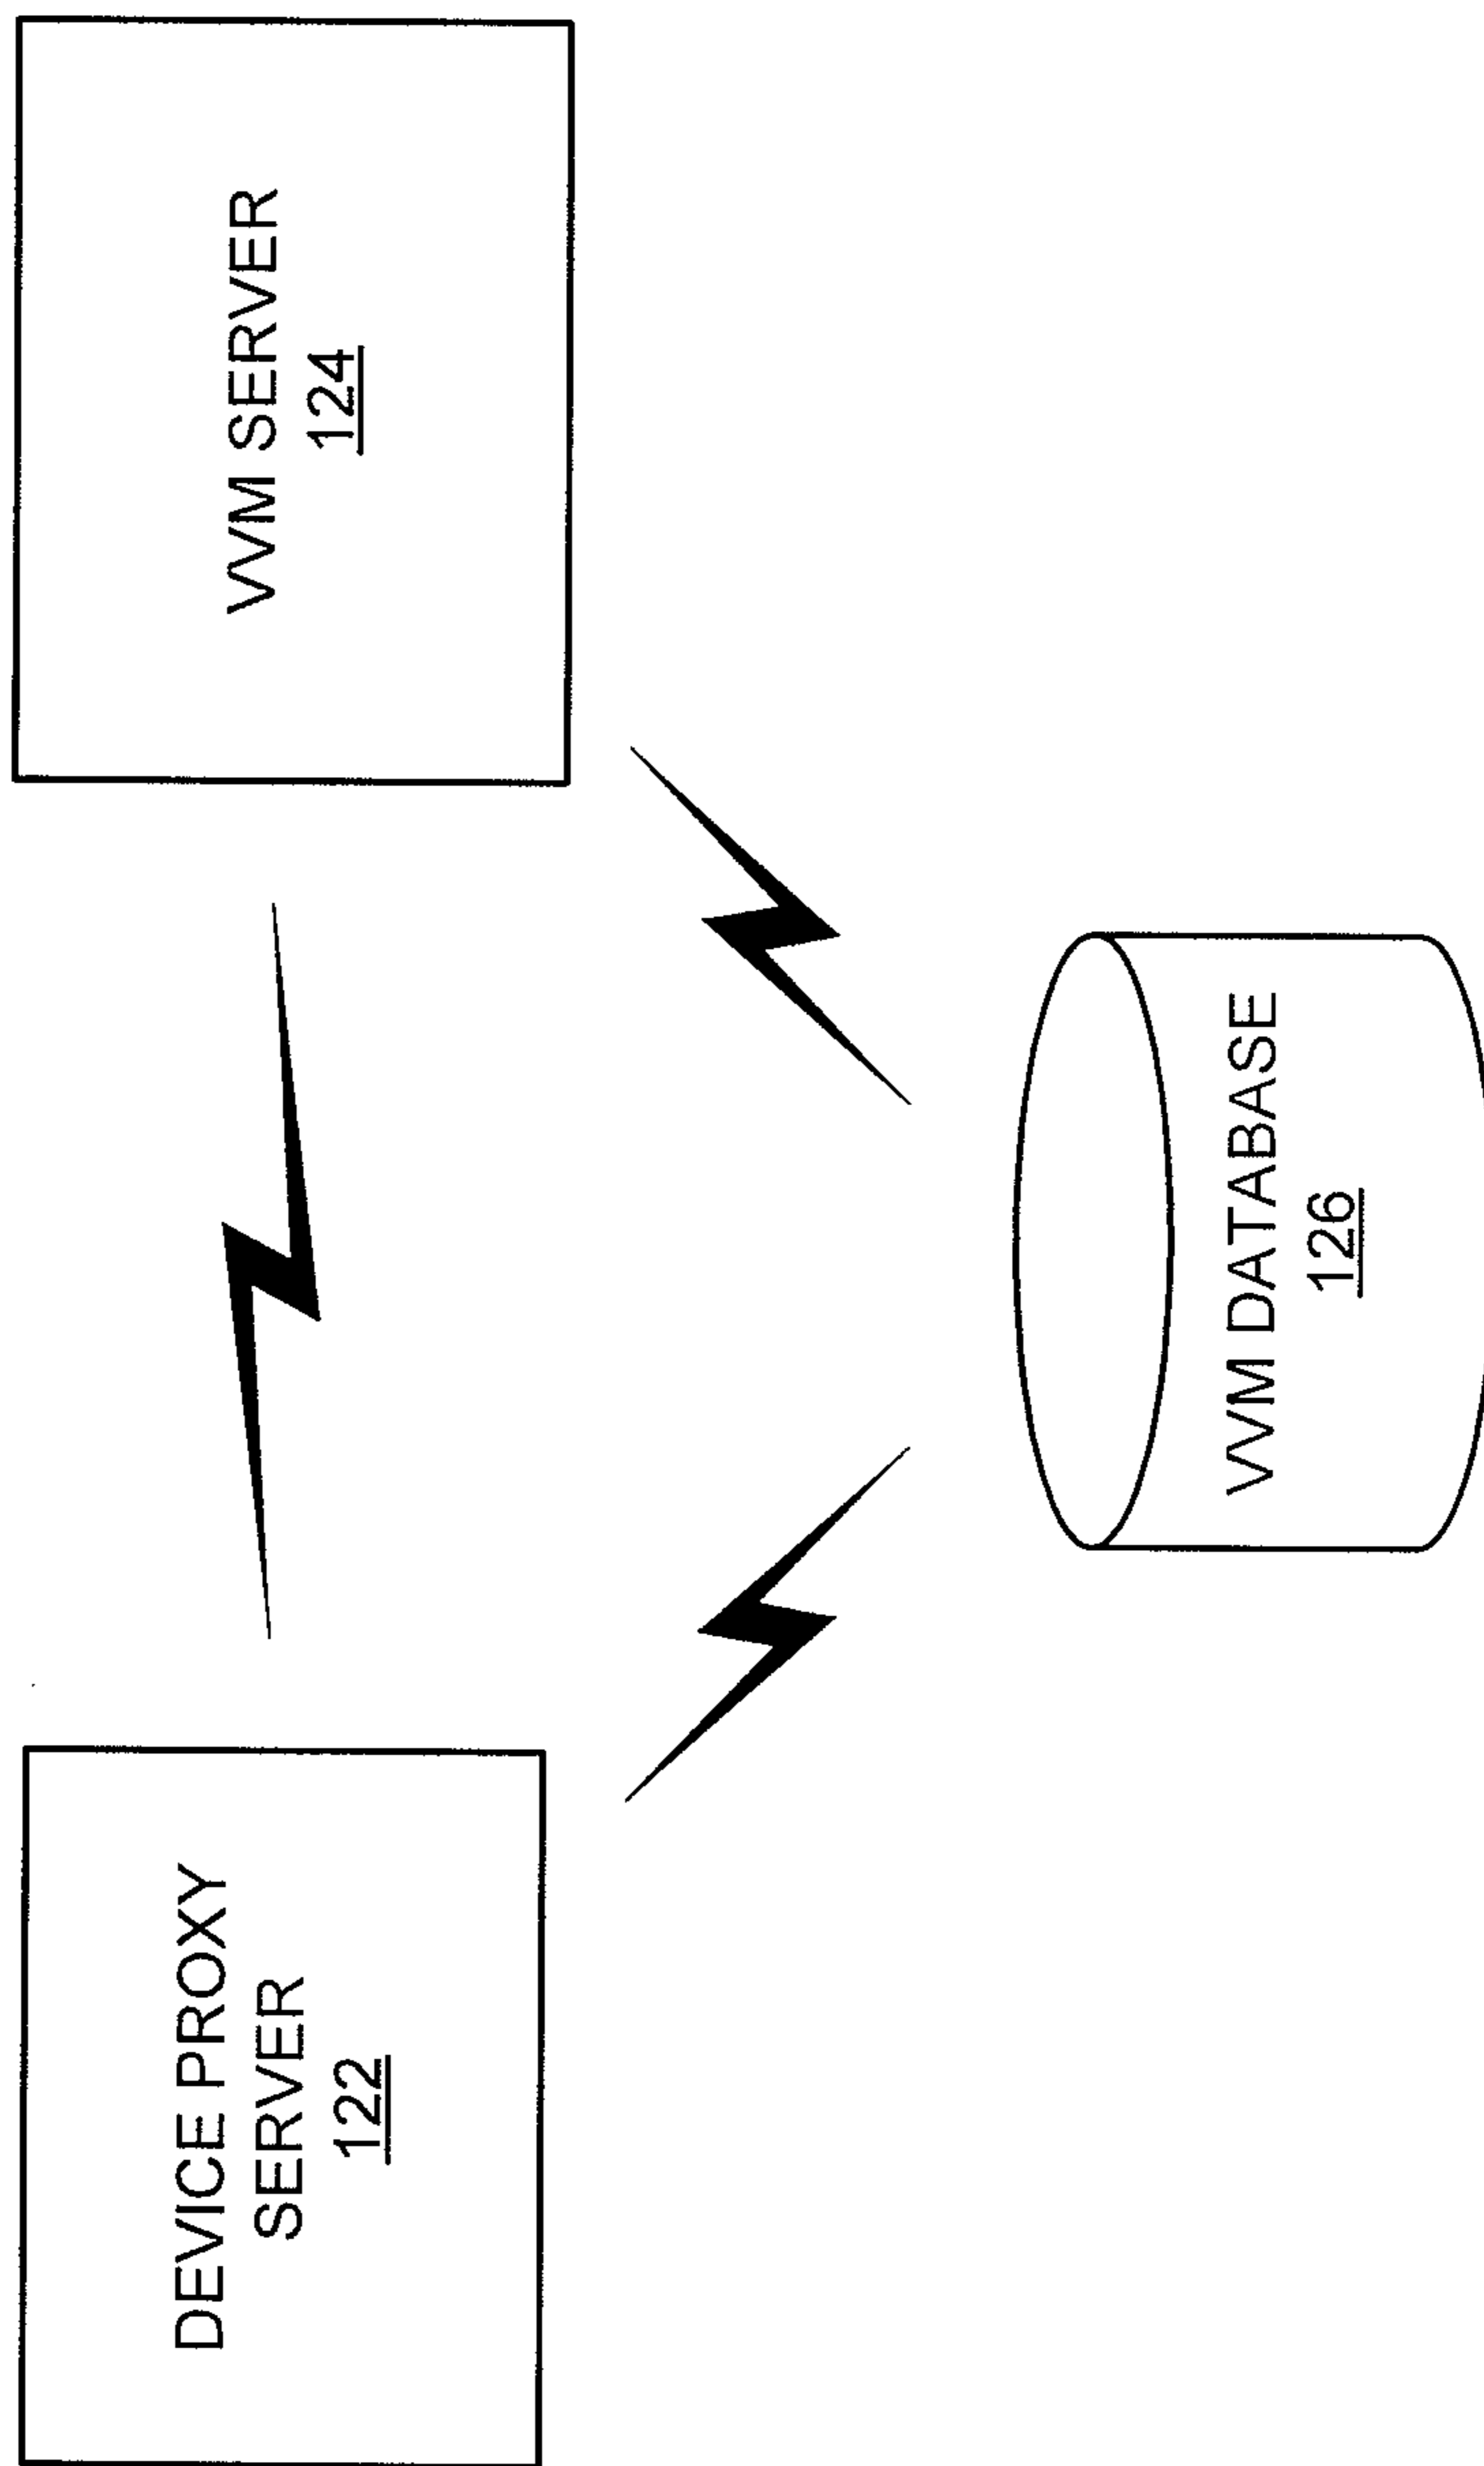 DEVICE PROXY
SERVER
122
VVM SERVER
124
VVM DATABASE
126